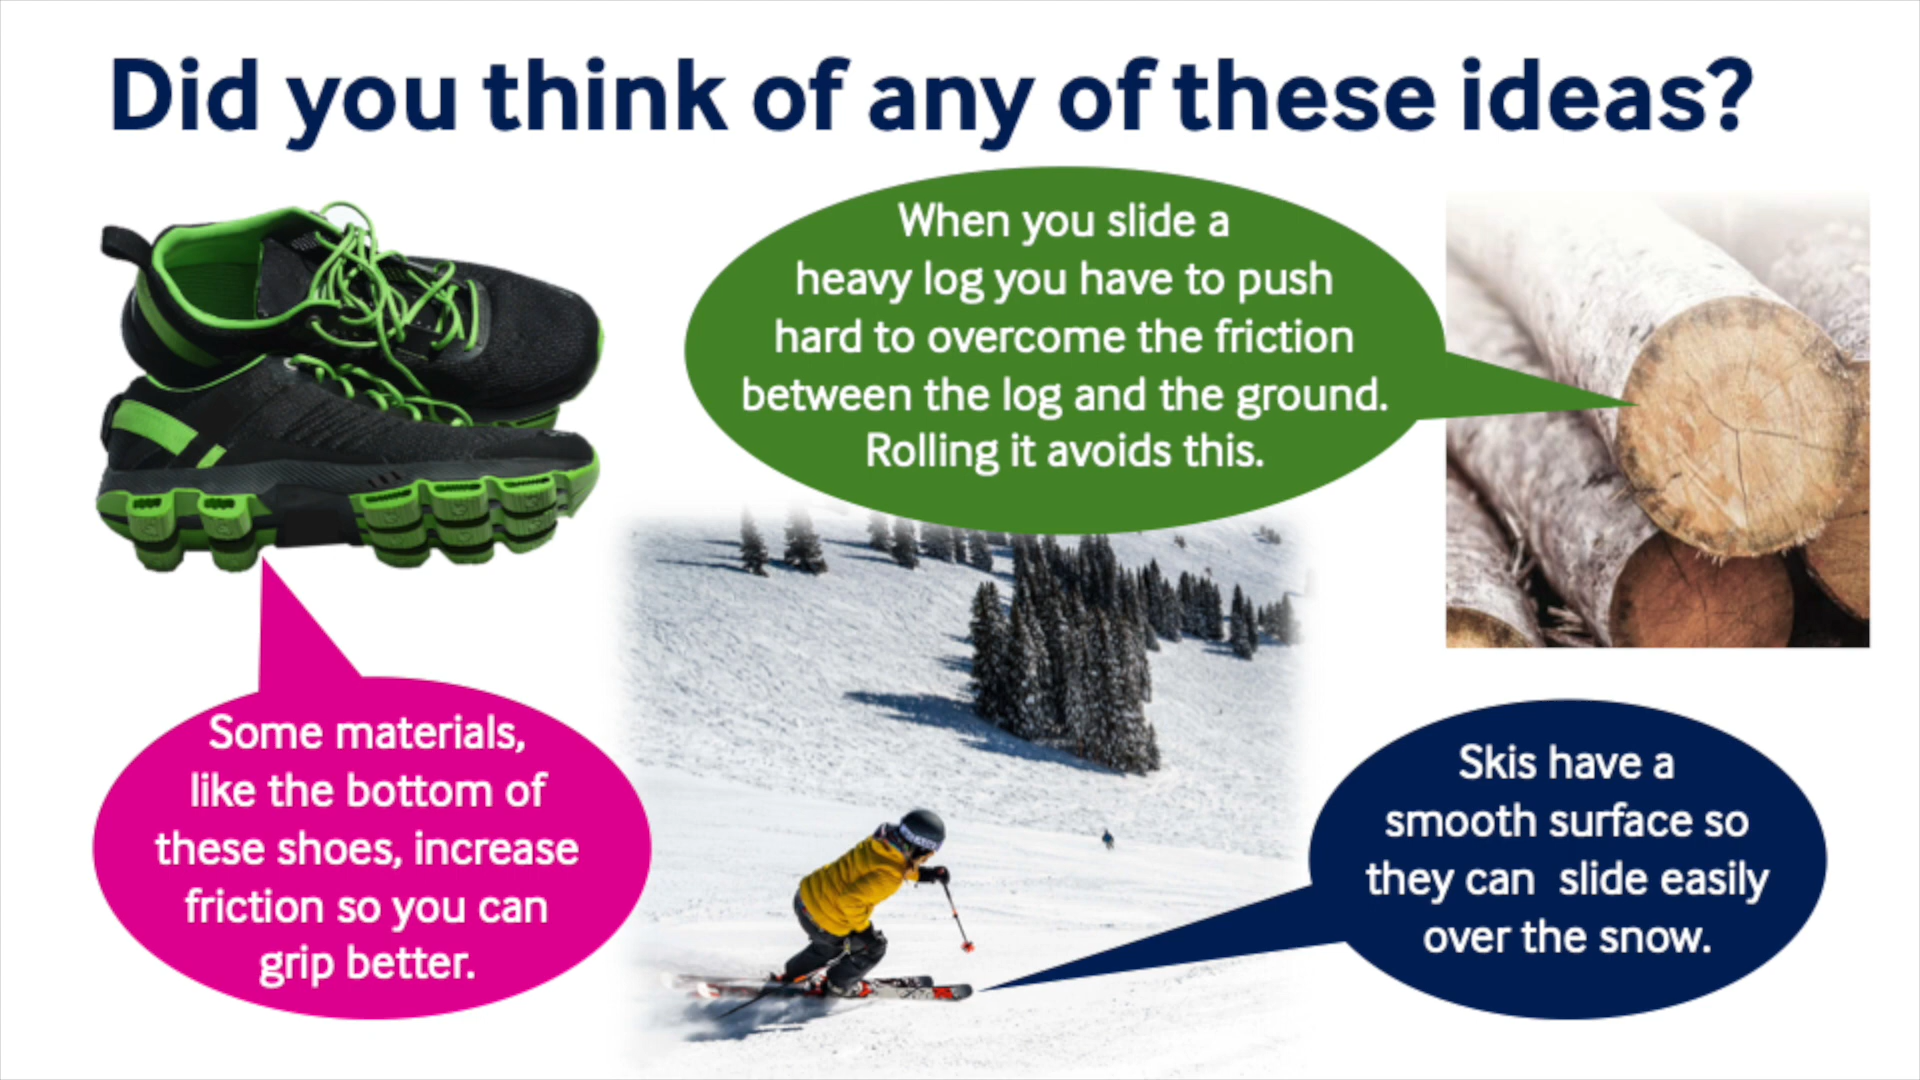 Did you think of any of these ideas?
When you slide a
heavy log you have to push
hard to overcome the friction
between the log and the ground.
Rolling it avoids this.
Some materials,
like the bottom of
these shoes, increase
friction so you can
grip better.
Skis have a
smooth surface so
they can  slide easily
over the snow.